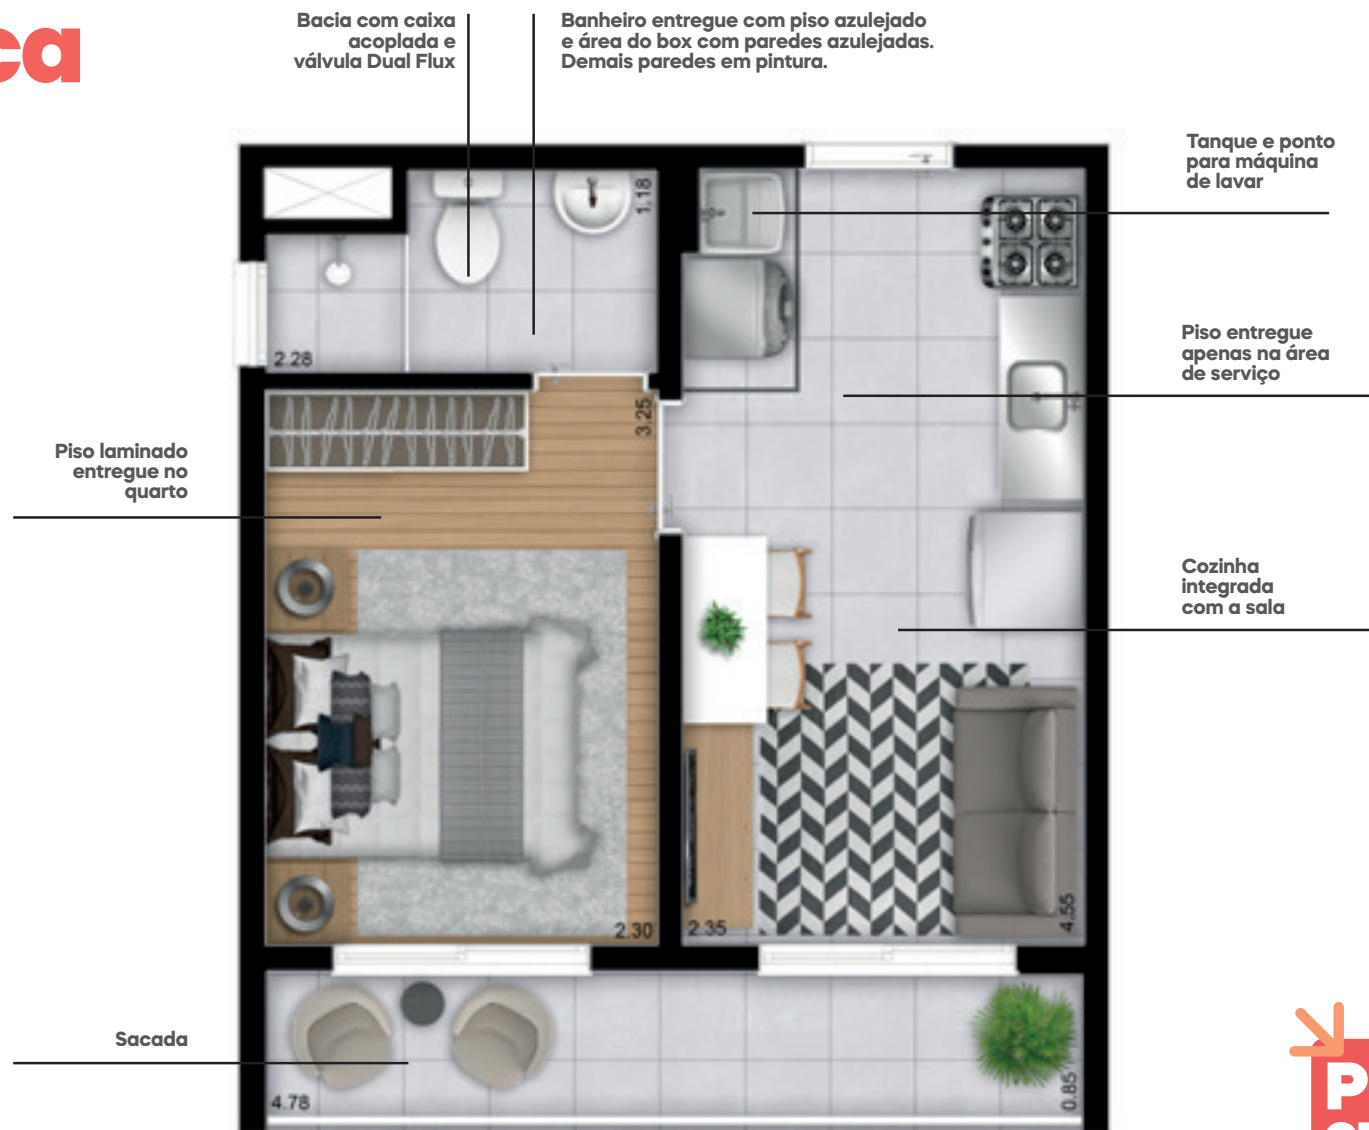 ca
Bacia com caixa
acoplada e
válvula Dual Flux
Banheiro entregue com piso azulejado
e área do box com paredes azulejadas.
Demais paredes em pintura.
Tanque e ponto
para máquina
de lavar
1.18
2.28
Piso entregue
apenas na área
de serviço
3.25
Piso laminado
entregue no
quarto
Cozinha
integrada
com a sala
2.30
2.35
4.55
Sacada
4.78
0.85
P